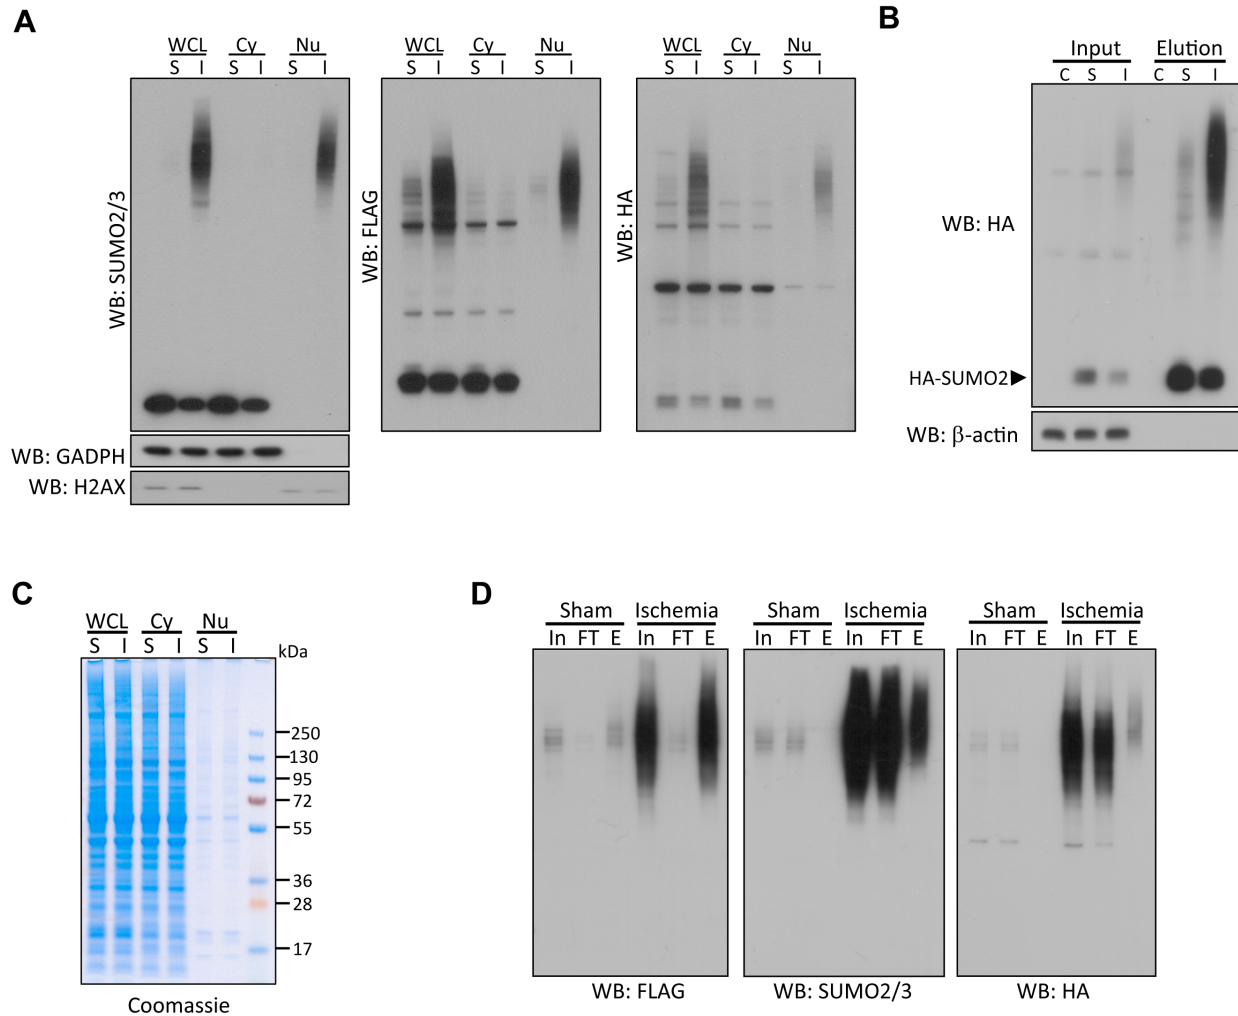 A
WCL Cy Nu
S I S I S I
WB: SUMO2/3
WB: GADPH
WB: H2AX
WCL Cy Nu
S I S I S I
WB: FLAG
WCL Cy Nu
S I S I S I
WB: HA
B
Input Elution
C S I C S I
WB: HA
HA-SUMO2
WB: β-actin
C
WCL Cy Nu
S I S I S I
kDa
250
130
95
72
55
36
28
17
Coomassie
D
Sham Ischemia
In FT E In FT E
WB: FLAG
Sham Ischemia
In FT E In FT E
WB: SUMO2/3
Sham Ischemia
In FT E In FT E
WB: HA